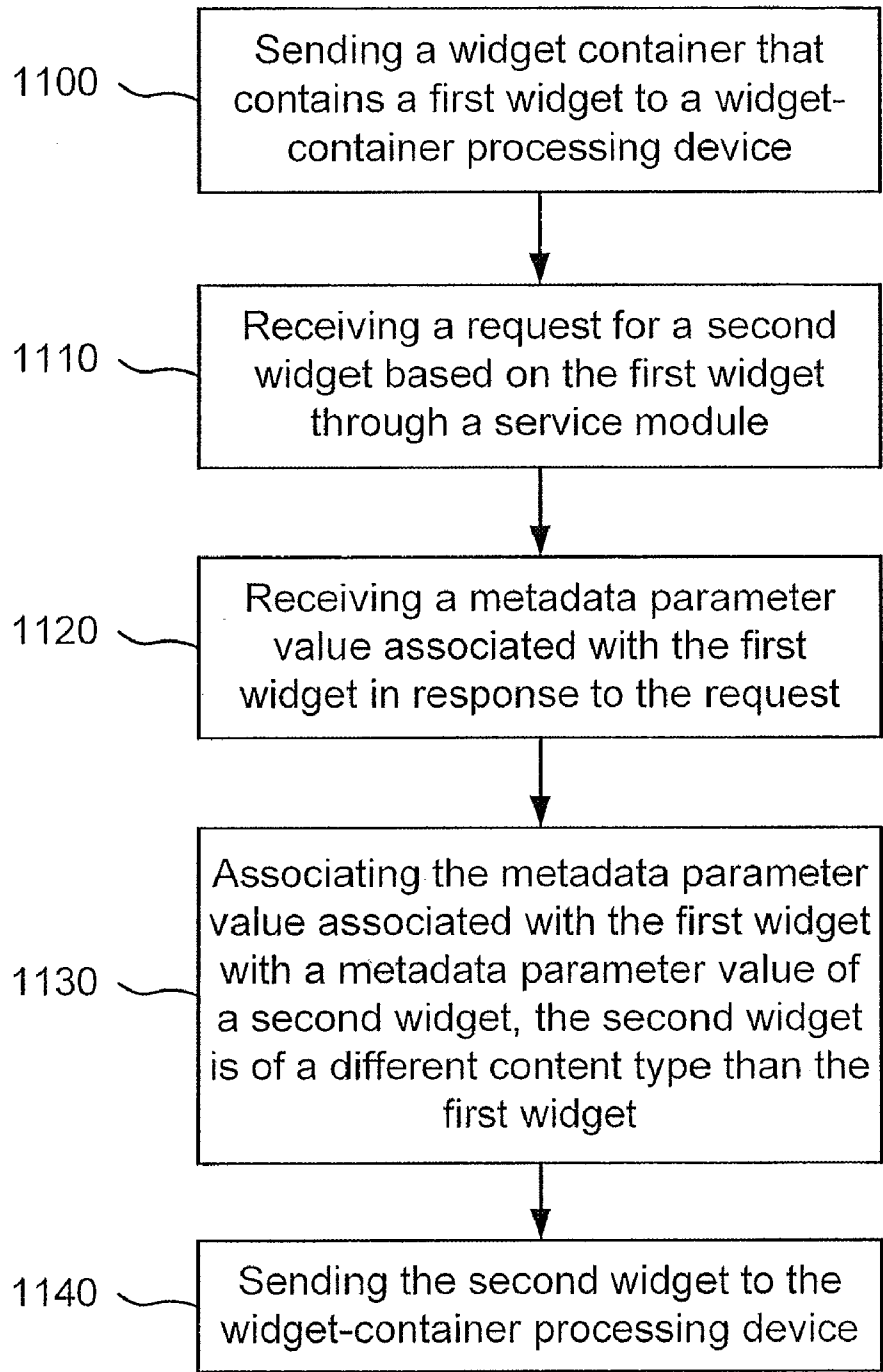 1100
Sending a widget container that
contains a first widget to a widget-
container processing device
1110
Receiving a request for a second
widget based on the first widget
through a service module
1120
Receiving a metadata parameter
value associated with the first
widget in response to the request
1130
Associating the metadata parameter
value associated with the first widget
with a metadata parameter value of
a second widget, the second widget
is of a different content type than the
first widget
1140
Sending the second widget to the
widget-container processing device